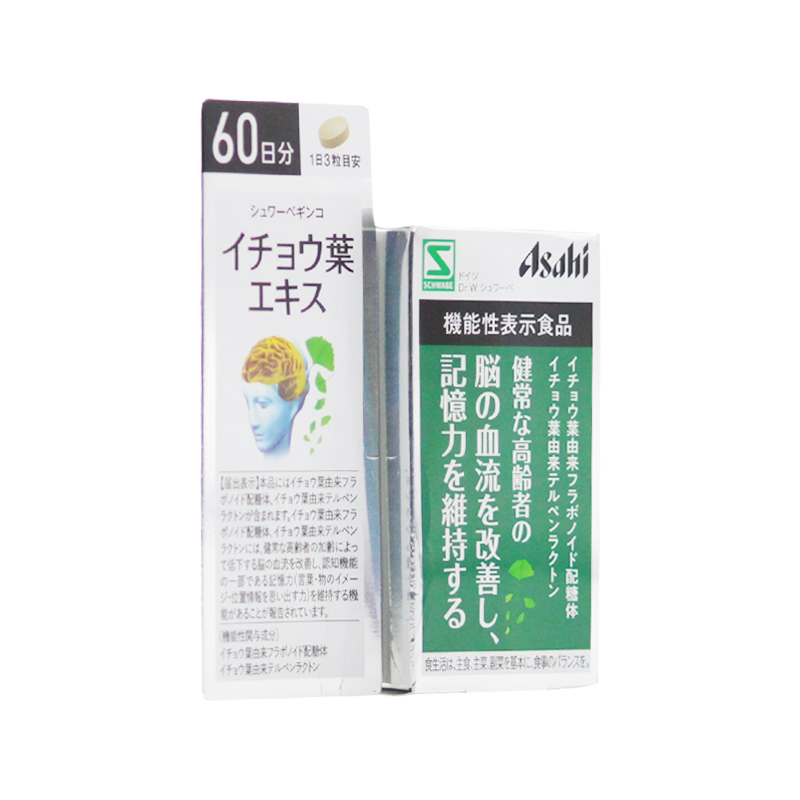 60日分
1日3粒目安
シュワーベギンコ
イチョウ葉
エキス
【届出表示】本品にはイチョウ葉由来フラ
ボノイド配糖体、イチョウ葉由来テルペン
ラクトンが含まれます。イチョウ葉由来フラ
ボノイド配糖体、イチョウ葉由来テルペン
ラクトンには、健常な高齢者の加齢によっ
て低下する脳の血流を改善し、認知機能
の一部である記憶力(言葉・物のイメー
ジ・位置情報を思い出す力)を維持する機
能があることが報告されています。
〈機能性関与成分〉
イチョウ葉由来フラボノイド配糖体
イチョウ葉由来テルペンラクトン
S
SCHWABE
ドイツ
Dr.W.シュワーベ
Asahi
機能性表示食品
イチョウ葉由来フラボノイド配糖体
イチョウ葉由来テルペンラクトン
健常な高齢者の
脳の血流を改善し、
記憶力を維持する
食生活は、主食、主菜、副菜を基本に、食事のバランスを。